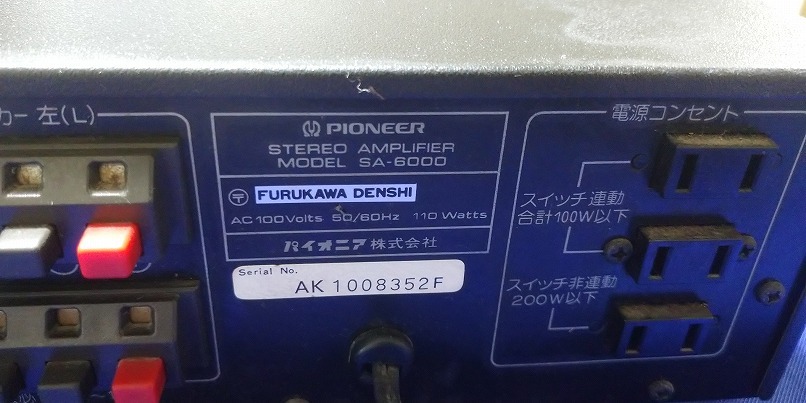 カー 左(L)
PIONEER
STEREO AMPLIFIER
MODEL SA-6000
〒 FURUKAWA DENSHI
AC 100Volts 50/60Hz 110 Watts
パイオニア株式会社
Serial No.
AK 1008352F
電源コンセント
スイッチ連動
合計100W以下
スイッチ非連動
200W以下